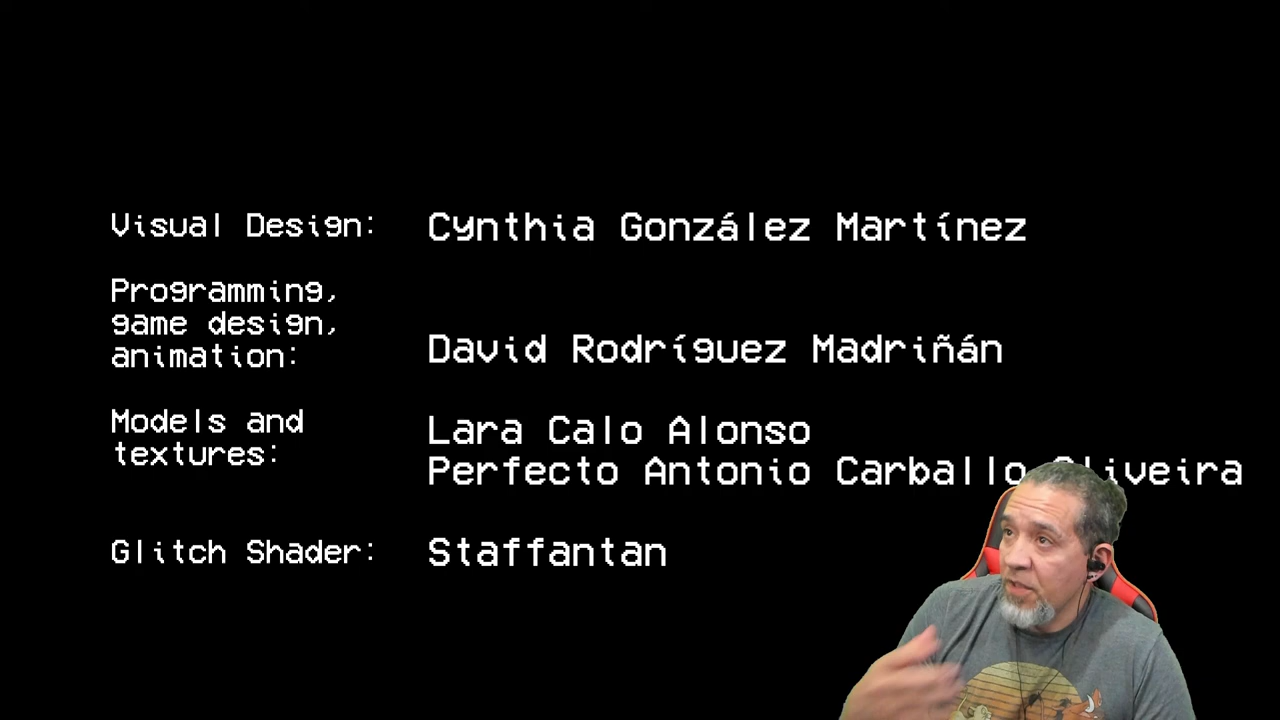 Visual Design: Cynthia González Martínez
Programming,
game design,
animation: David Rodríguez Madriñán
Models and
textures:
Lara Calo Alonso
Perfecto Antonio Carballo Oliveira
Glitch Shader: Staffantan